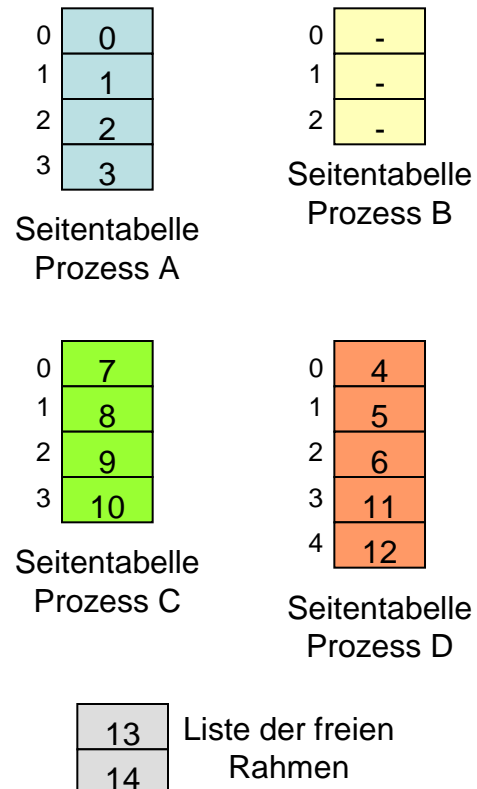 0 0
1 1
2 2
3 3
Seitentabelle
Prozess A
0 -
1 -
2 -
Seitentabelle
Prozess B
0 7
1 8
2 9
3 10
Seitentabelle
Prozess C
0 4
1 5
2 6
3 11
4 12
Seitentabelle
Prozess D
13
14
Liste der freien
Rahmen